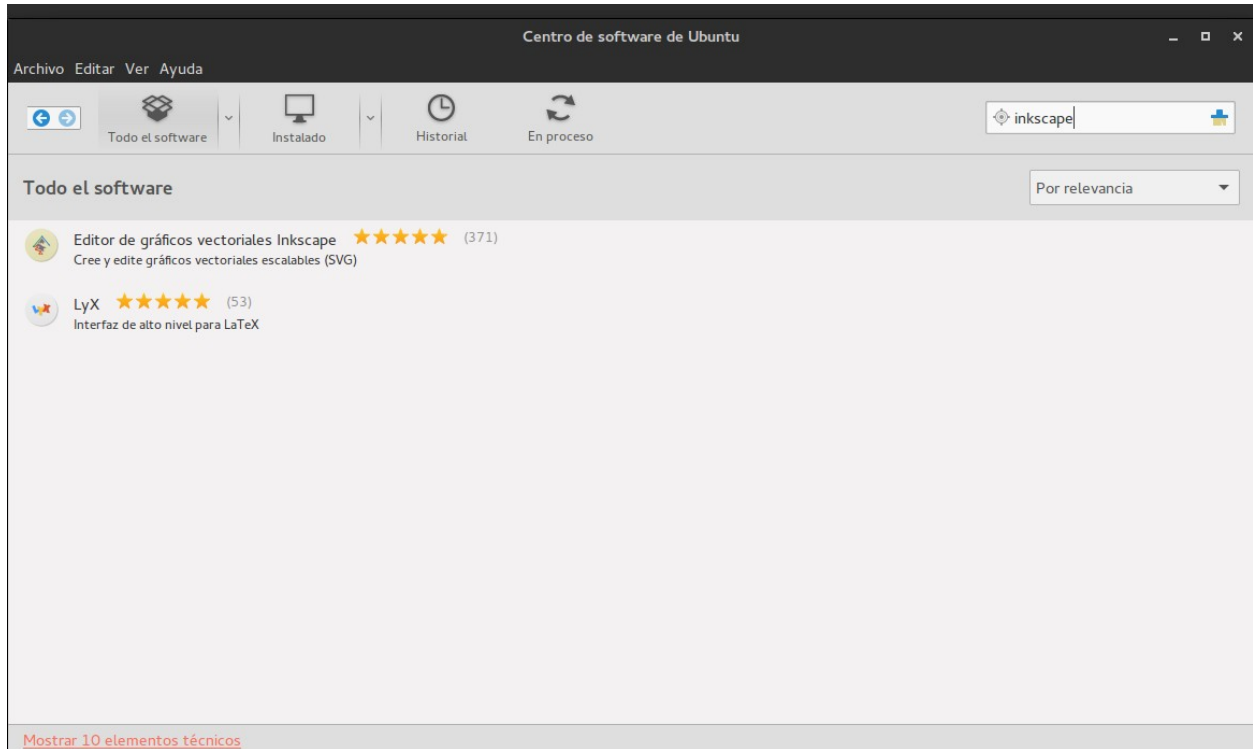 Centro de software de Ubuntu
Archivo Editar Ver Ayuda
Todo el software
Instalado
Historial
En proceso
inkscape
Todo el software
Por relevancia
Editor de gráficos vectoriales Inkscape (371)
Cree y edite gráficos vectoriales escalables (SVG)
LyX (53)
Interfaz de alto nivel para LaTeX
Mostrar 10 elementos técnicos